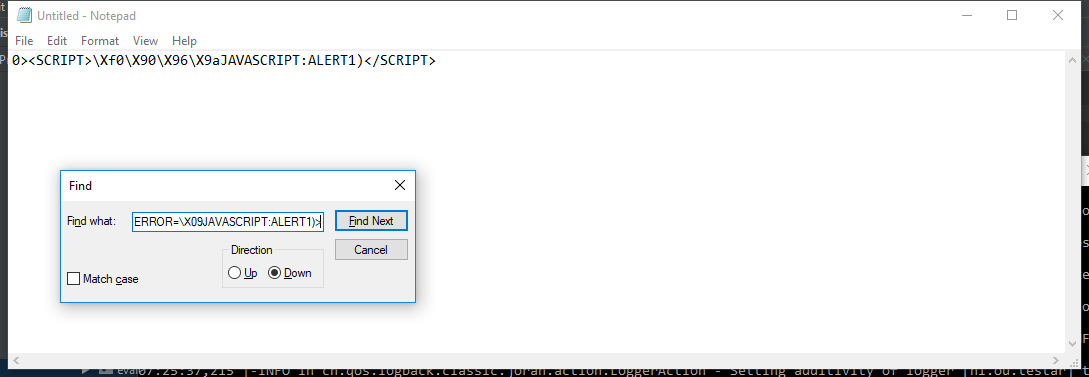 Untitled - Notepad
File Edit Format View Help
0><SCRIPT>\Xf0\X90\X96\X9aJAVASCRIPT:ALERT1)</SCRIPT>
Find
Find what: ERROR=\X09JAVASCRIPT:ALERT1)> Find Next
Direction Cancel
Up Down
Match case
eval07:25:37,215 |-INFO in ch.qos.logback.classic.joran.action.LoggerAction - Setting additivity of logger [nl.ou.testar]